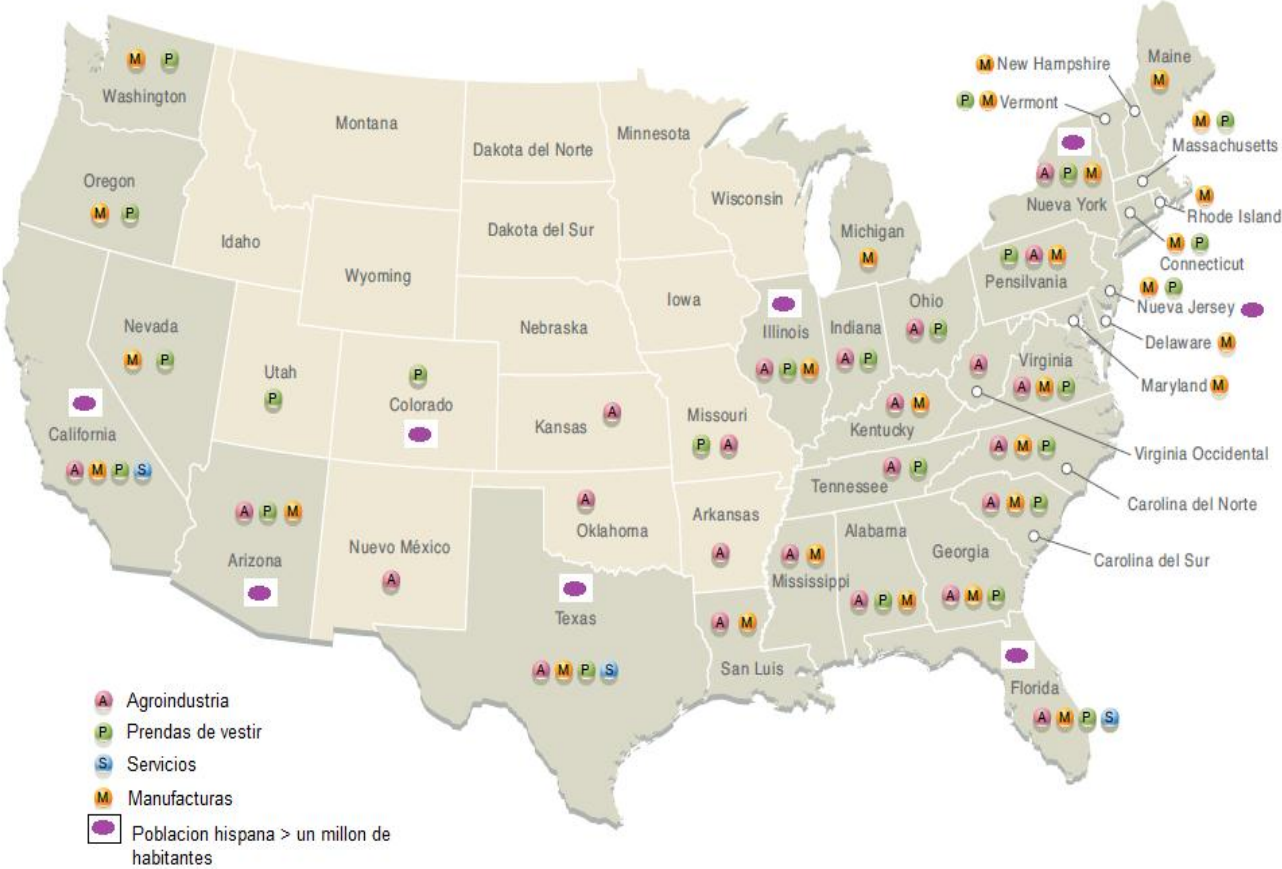 M P
Washington
Montana
Dakota del Norte
Minnesota
M New Hampshire
Maine
M
P M Vermont
M P
Massachusetts
Oregon
M P
Idaho
Wyoming
Dakota del Sur
Wisconsin
Michigan
M
A P M
Nueva York
M
Rhode Island
M P
Connecticut
P A M
Pensilvania
M P
Nueva Jersey
Nevada
M P
Utah
P
P
Colorado
Nebraska
Iowa
Illinois
A P M
Indiana
A P
Ohio
A P
Delaware M
Maryland M
A
Virginia
A M P
California
A M P S
Kansas A
Missouri
P A
A M
Kentucky
Virginia Occidental
A P
Tennessee
A M P
Carolina del Norte
A P M
Arizona
Nuevo México
A
A
Oklahoma
Arkansas
A
A M
Mississippi
Alabama
A P M
Georgia
A M P
A M P
Carolina del Sur
Texas
A M P S
A M
San Luis
Florida
A M P S
A Agroindustria
P Prendas de vestir
S Servicios
M Manufacturas
Poblacion hispana > un millon de
habitantes